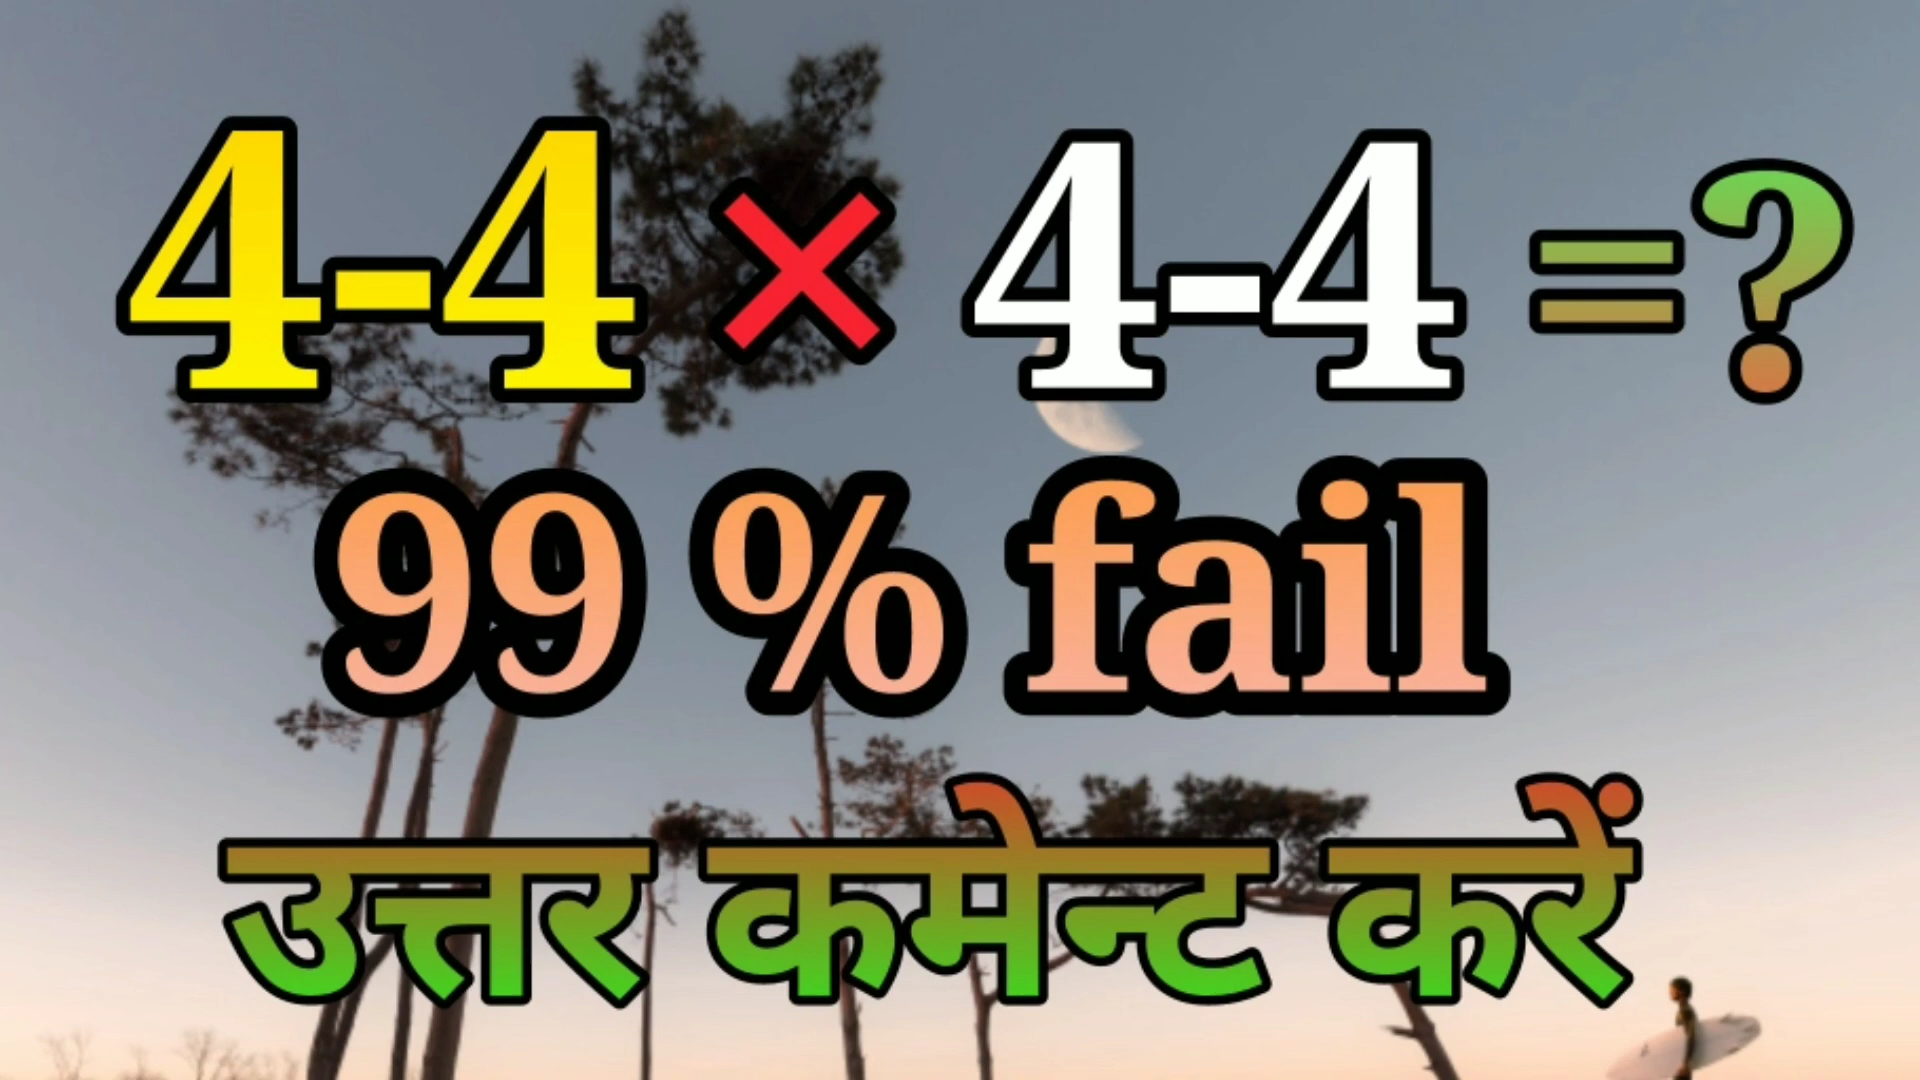 4-4 × 4-4 =?
99 % fail
उत्तर कमेन्ट करें